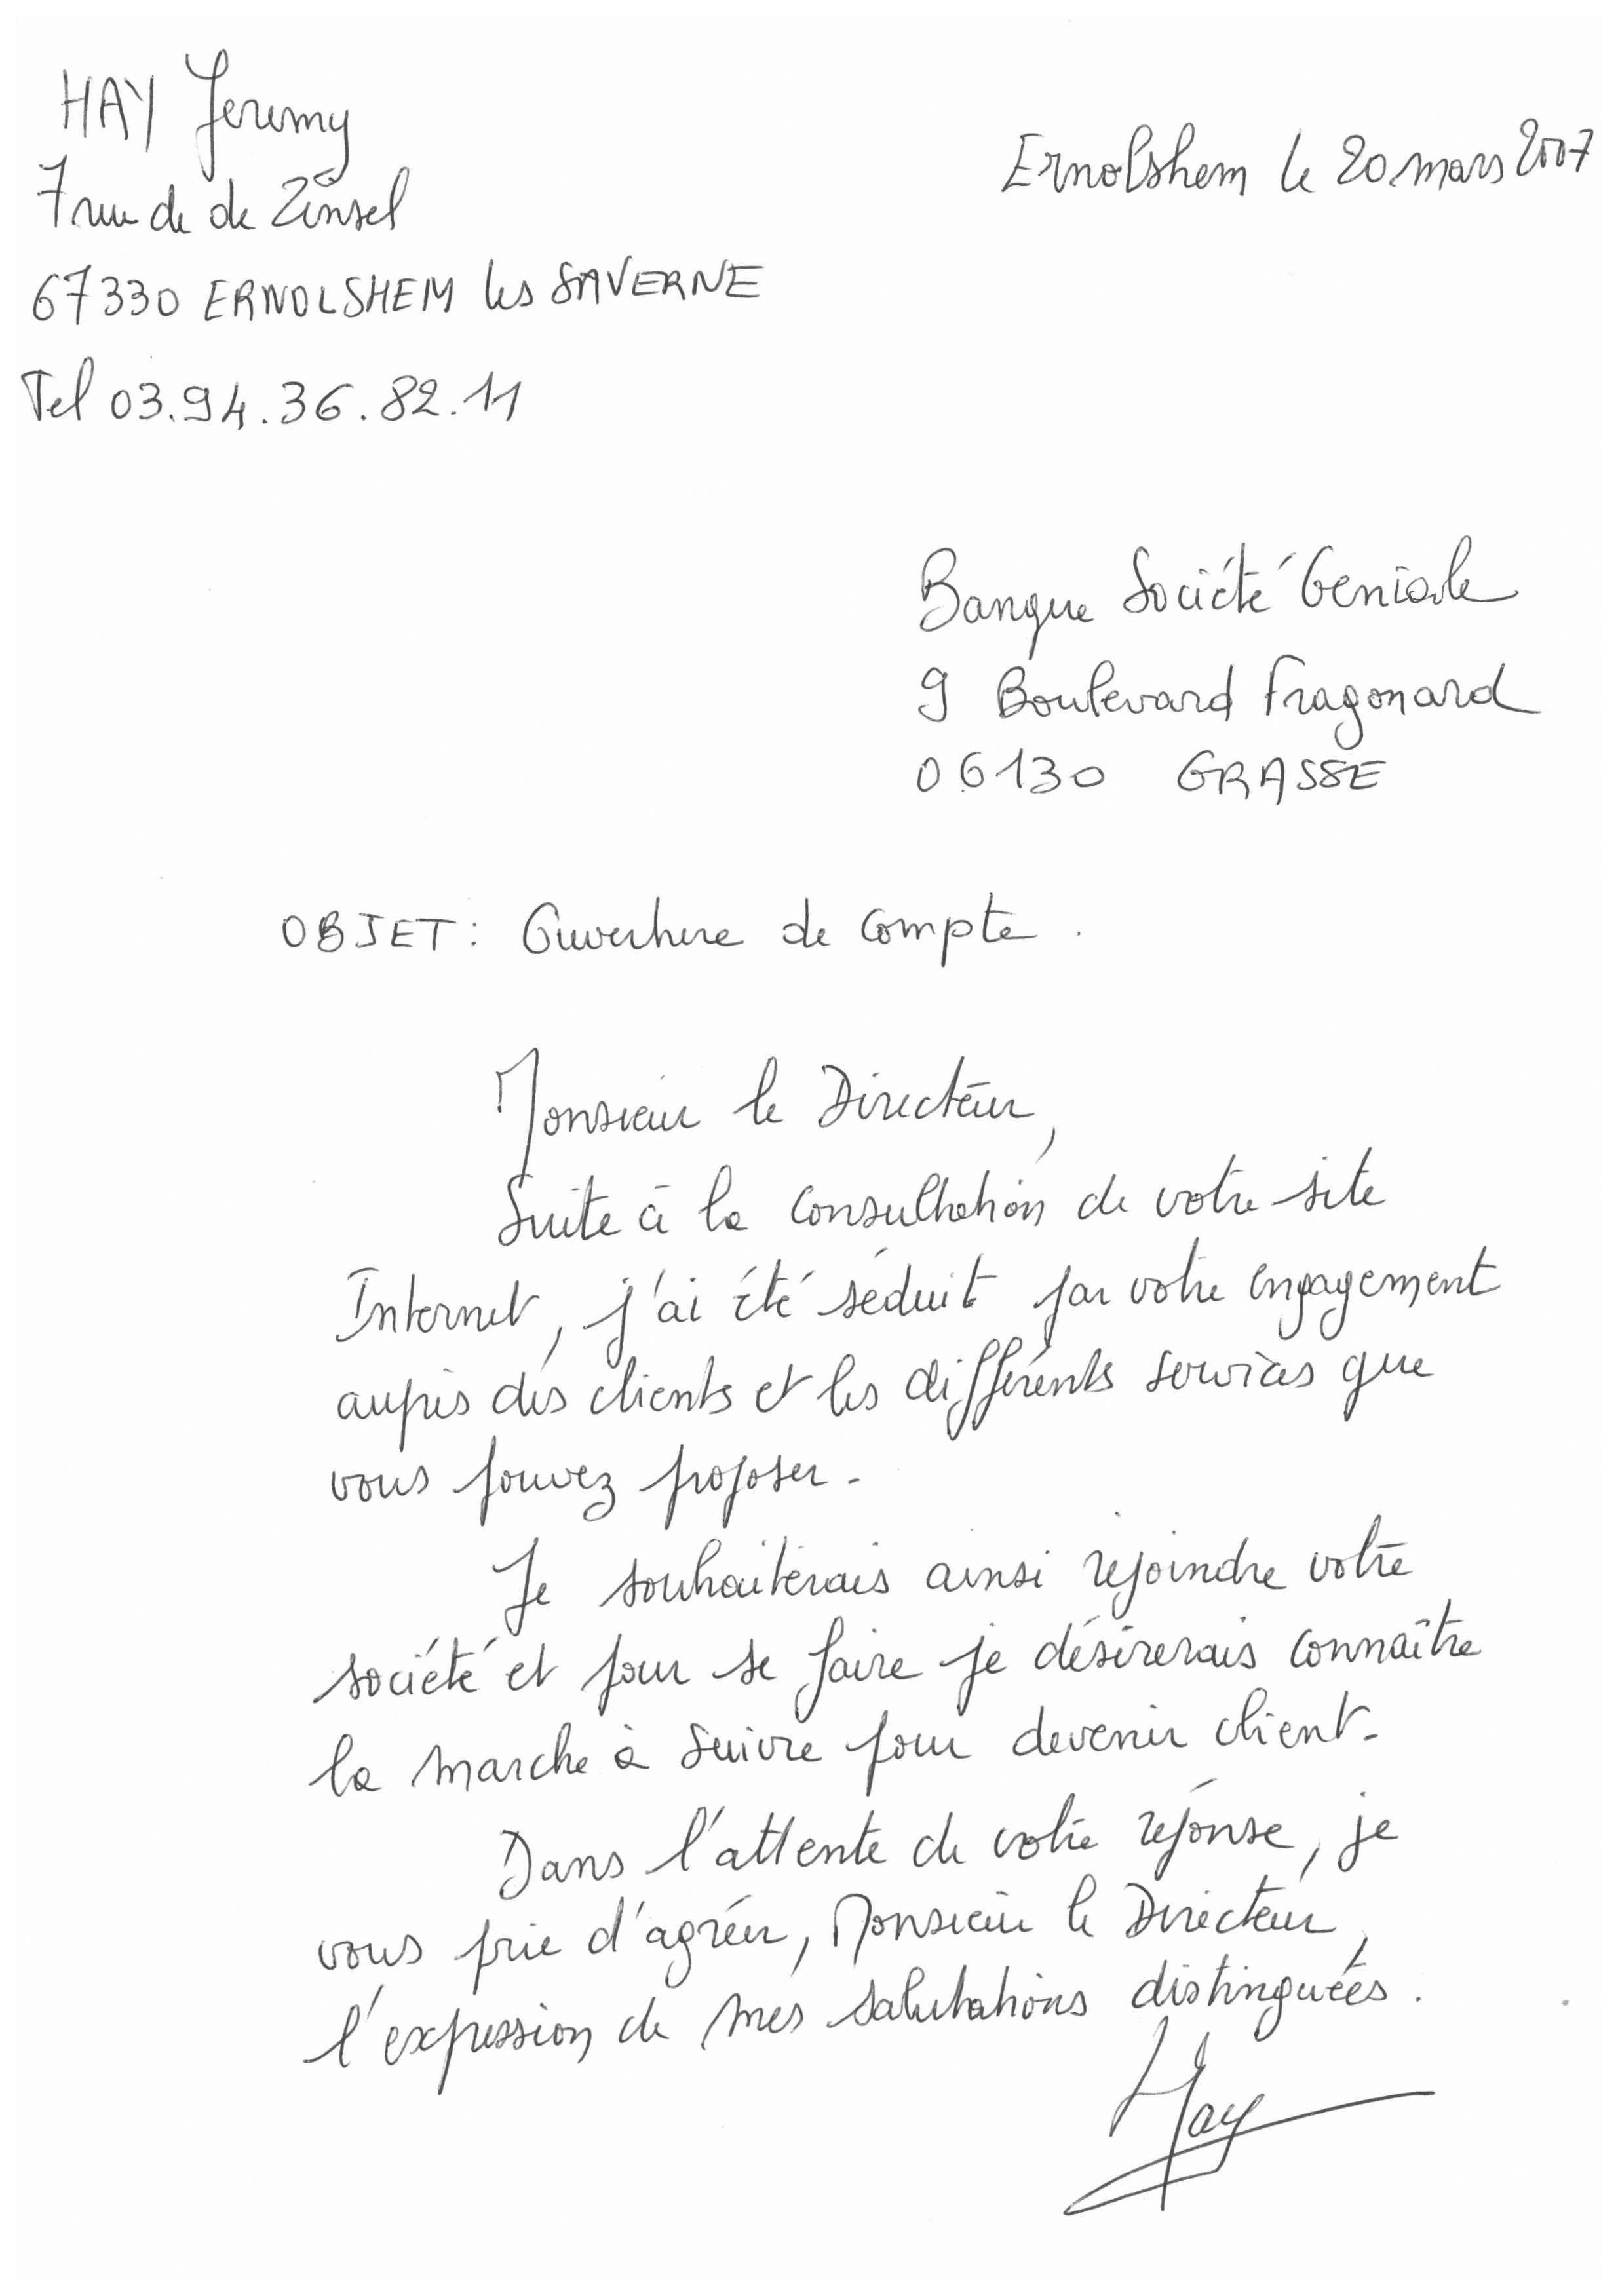 HAY Jeremy
7 rue de de Zinsel
67330 ERNOLSHEM les SAVERNE
Tel 03.94.36.82.11
Ernolshem le 20 mars 2007
Banque Société Géniale
9 Boulevard Fragonard
06130 GRASSE
OBJET : Ouverture de compte.
Monsieur le Directeur,
Suite à la consultation de votre site
Internet, j'ai été séduit par votre engagement
auprès des clients et les différents services que
vous pouvez proposer.
Je souhaiterais ainsi rejoindre votre
société et pour se faire je désirerais connaître
la marche à suivre pour devenir client.
Dans l'attente de votre réponse, je
vous prie d'agréer, Monsieur le Directeur,
l'expression de mes salutations distinguées.
Hay